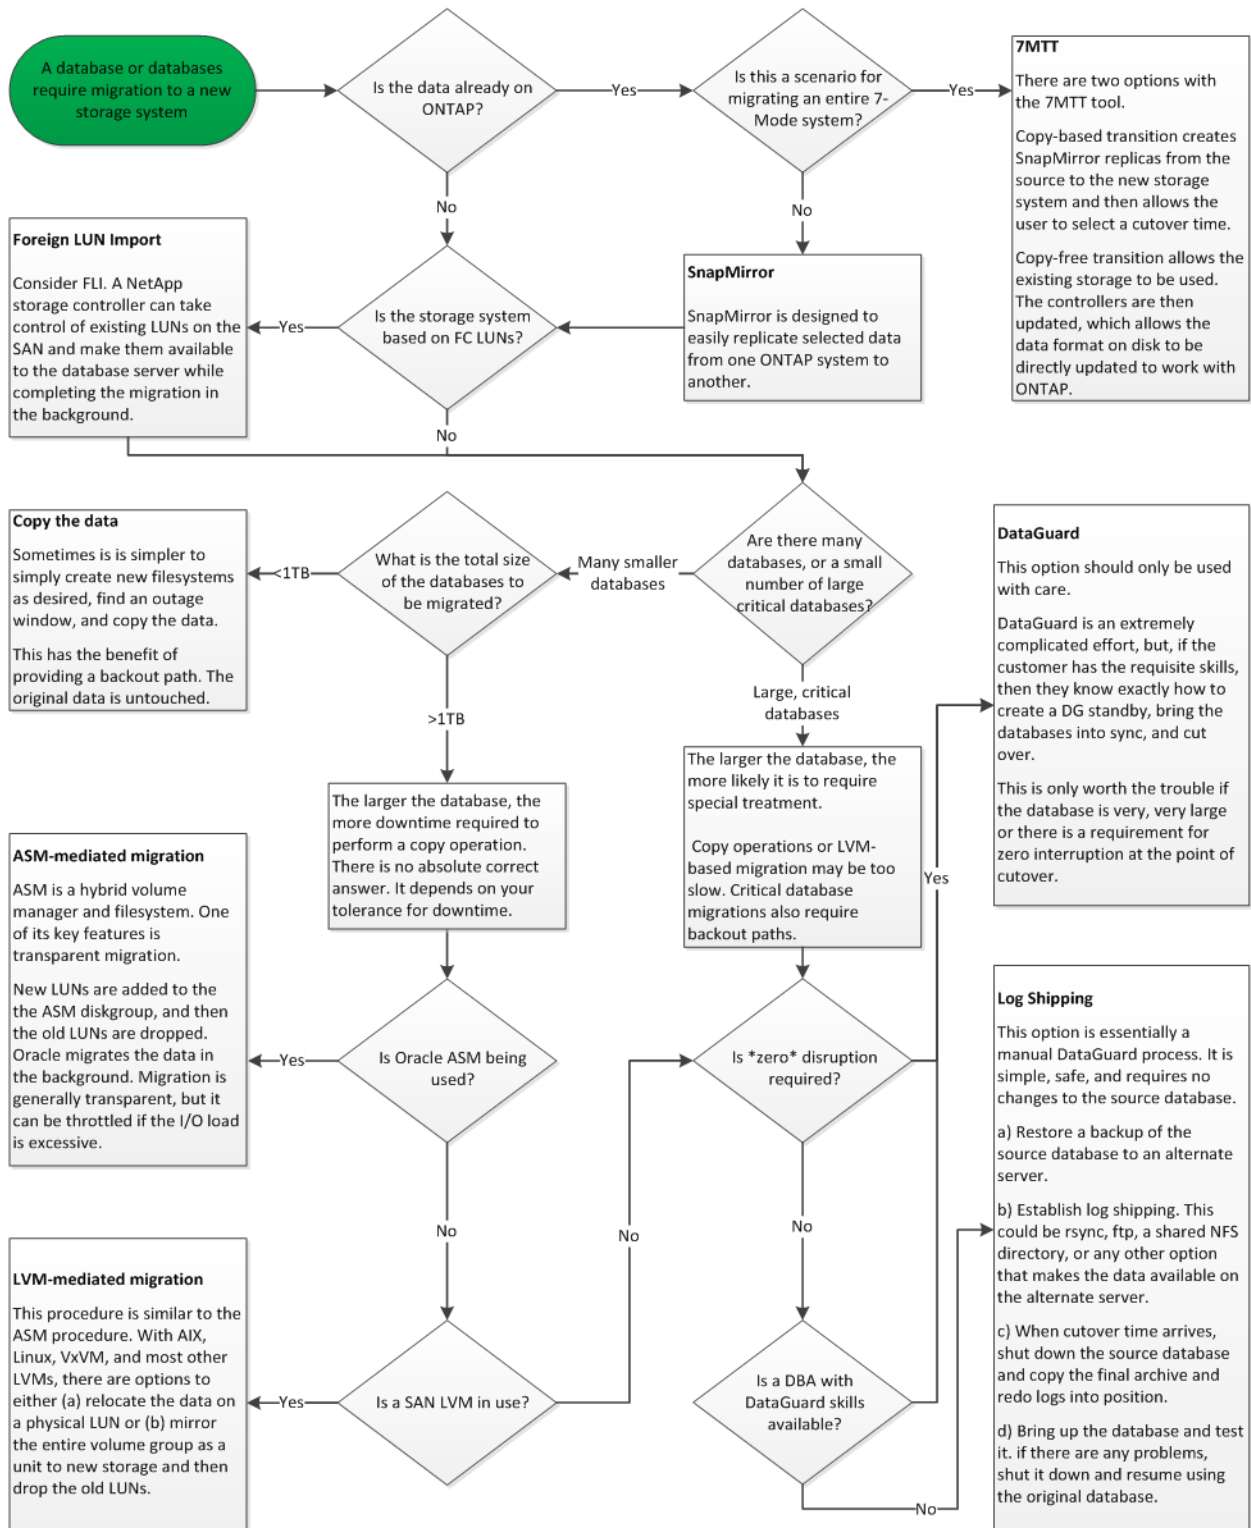 A database or databases
require migration to a new
storage system
Is the data already on
ONTAP?
Yes
Is this a scenario for
migrating an entire 7-
Mode system?
Yes
7MTT
There are two options with
the 7MTT tool.
Copy-based transition creates
SnapMirror replicas from the
source to the new storage
system and then allows the
user to select a cutover time.
Copy-free transition allows the
existing storage to be used.
The controllers are then
updated, which allows the
data format on disk to be
directly updated to work with
ONTAP.
No
No
Foreign LUN Import
Consider FLI. A NetApp
storage controller can take
control of existing LUNs on the
SAN and make them available
to the database server while
completing the migration in
the background.
Yes
Is the storage system
based on FC LUNs?
SnapMirror
SnapMirror is designed to
easily replicate selected data
from one ONTAP system to
another.
No
Copy the data
Sometimes is is simpler to
simply create new filesystems
as desired, find an outage
window, and copy the data.
This has the benefit of
providing a backout path. The
original data is untouched.
<1TB
What is the total size
of the databases to
be migrated?
Many smaller
databases
Are there many
databases, or a small
number of large
critical databases?
DataGuard
This option should only be used
with care.
DataGuard is an extremely
complicated effort, but, if the
customer has the requisite skills,
then they know exactly how to
create a DG standby, bring the
databases into sync, and cut
over.
This is only worth the trouble if
the database is very, very large
or there is a requirement for
zero interruption at the point of
cutover.
>1TB
Large, critical
databases
The larger the database, the
more downtime required to
perform a copy operation.
There is no absolute correct
answer. It depends on your
tolerance for downtime.
The larger the database, the
more likely it is to require
special treatment.
Copy operations or LVM-
based migration may be too
slow. Critical database
migrations also require
backout paths.
Yes
ASM-mediated migration
ASM is a hybrid volume
manager and filesystem. One
of its key features is
transparent migration.
New LUNs are added to the
the ASM diskgroup, and then
the old LUNs are dropped.
Oracle migrates the data in
the background. Migration is
generally transparent, but it
can be throttled if the I/O load
is excessive.
Yes
Is Oracle ASM being
used?
Is *zero* disruption
required?
Log Shipping
This option is essentially a
manual DataGuard process. It is
simple, safe, and requires no
changes to the source database.
a) Restore a backup of the
source database to an alternate
server.
b) Establish log shipping. This
could be rsync, ftp, a shared NFS
directory, or any other option
that makes the data available on
the alternate server.
c) When cutover time arrives,
shut down the source database
and copy the final archive and
redo logs into position.
d) Bring up the database and test
it. if there are any problems,
shut it down and resume using
the original database.
No
No
No
LVM-mediated migration
This procedure is similar to the
ASM procedure. With AIX,
Linux, VxVM, and most other
LVMs, there are options to
either (a) relocate the data on
a physical LUN or (b) mirror
the entire volume group as a
unit to new storage and then
drop the old LUNs.
Yes
Is a SAN LVM in use?
Is a DBA with
DataGuard skills
available?
No